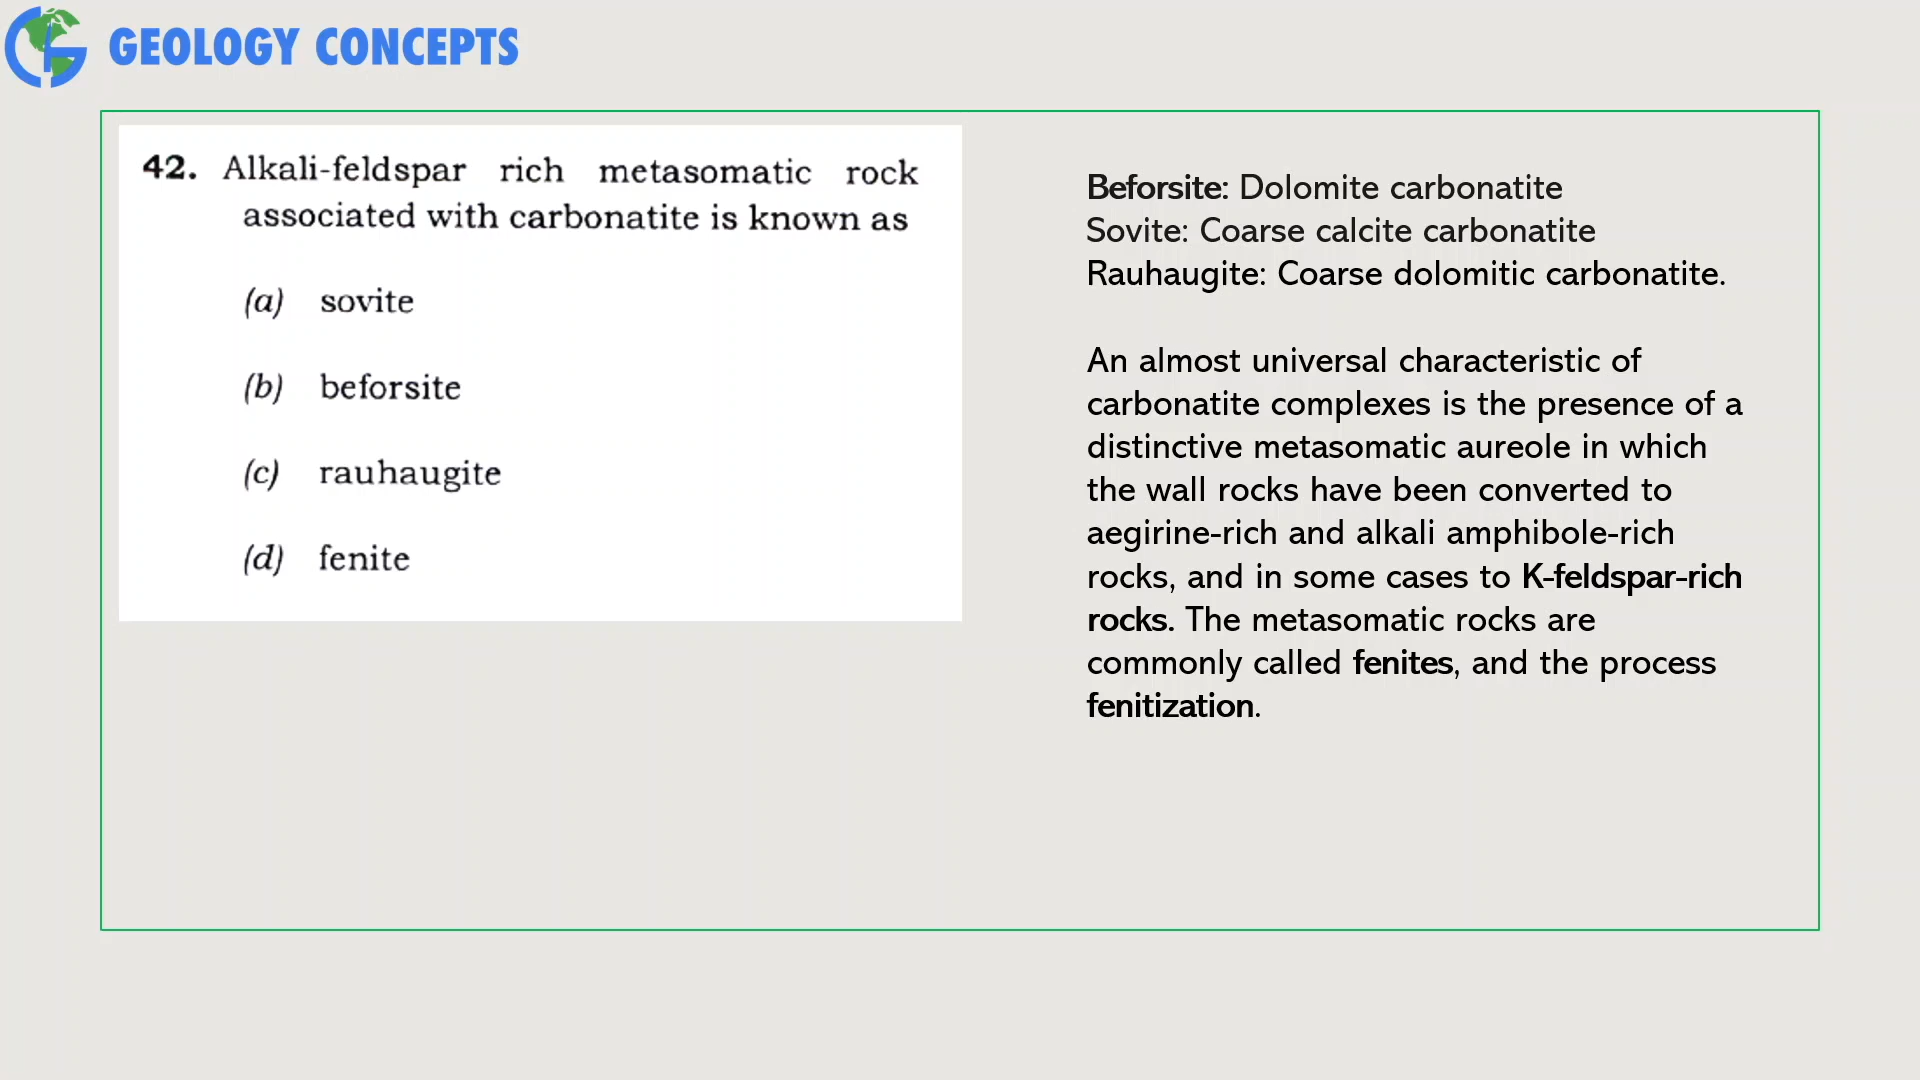 GEOLOGY CONCEPTS
42. Alkali-feldspar rich metasomatic rock
associated with carbonatite is known as
(a) sovite
(b) beforsite
(c) rauhaugite
(d) fenite
Beforsite: Dolomite carbonatite
Sovite: Coarse calcite carbonatite
Rauhaugite: Coarse dolomitic carbonatite.
An almost universal characteristic of
carbonatite complexes is the presence of a
distinctive metasomatic aureole in which
the wall rocks have been converted to
aegirine-rich and alkali amphibole-rich
rocks, and in some cases to K-feldspar-rich
rocks. The metasomatic rocks are
commonly called fenites, and the process
fenitization.